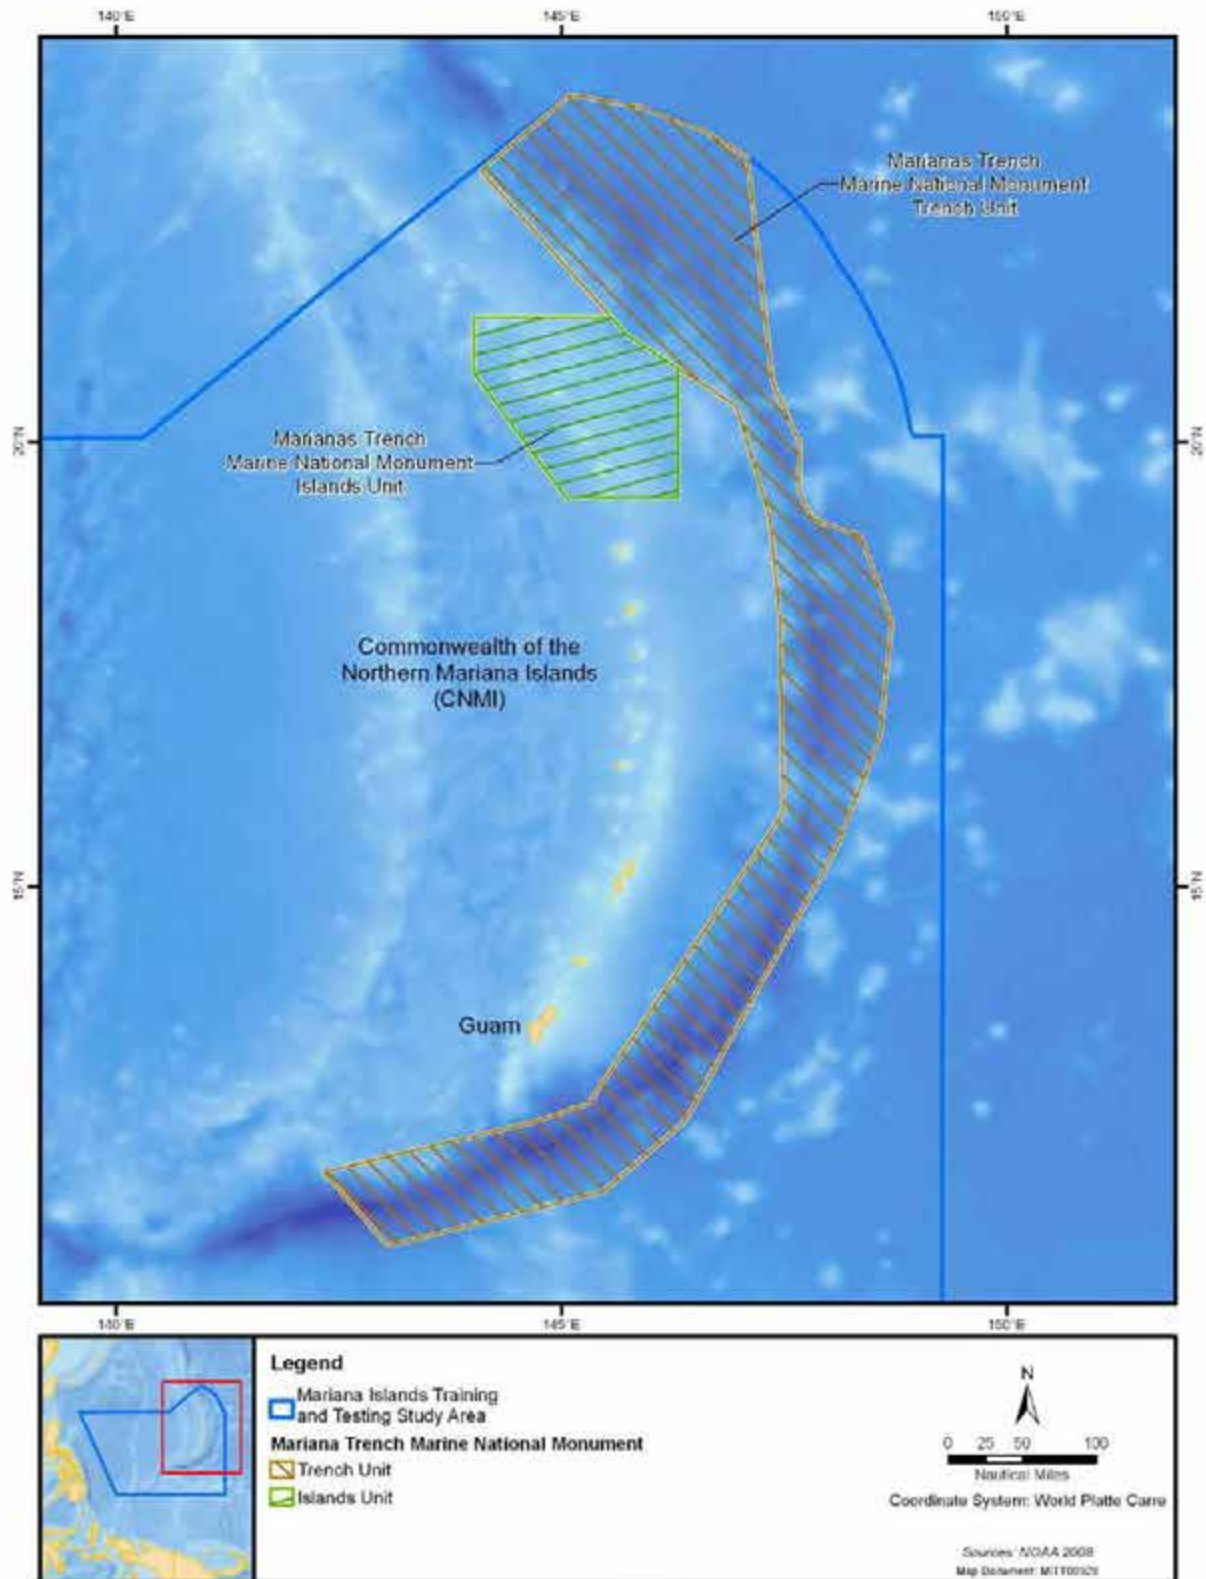 140°E
145°E
150°E
Marianas Trench
Marine National Monument
Trench Unit
20°N
20°N
Marianas Trench
Marine National Monument
Islands Unit
Commonwealth of the
Northern Mariana Islands
(CNMI)
15°N
15°N
Guam
140°E
145°E
150°E
Legend
Mariana Islands Training
and Testing Study Area
Mariana Trench Marine National Monument
Trench Unit
Islands Unit
N
0 25 50 100
Nautical Miles
Coordinate System: World Platte Carre
Sources: NOAA 2008
Map Document: